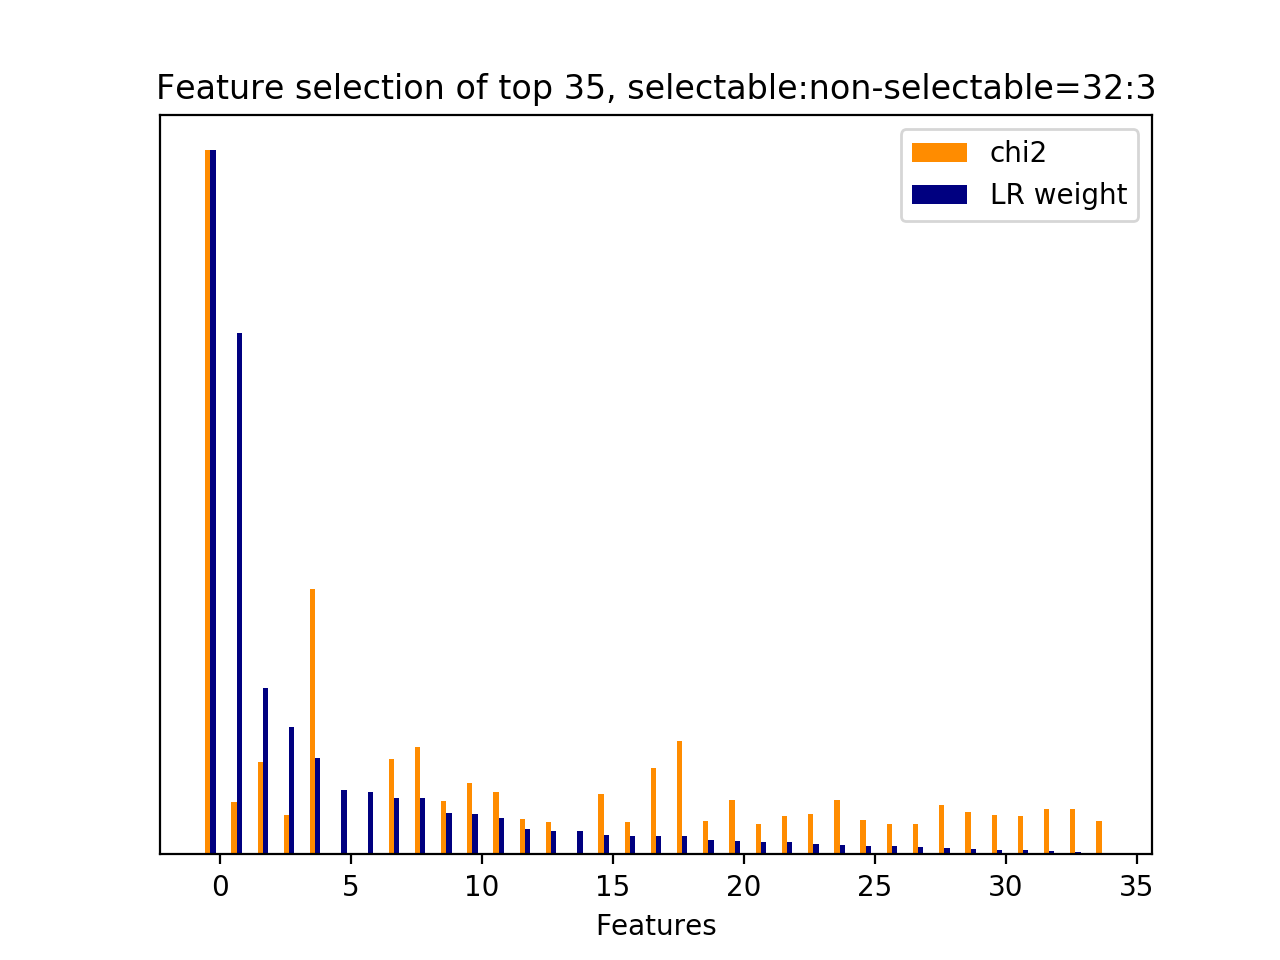 Feature selection of top 35, selectable:non-selectable=32:3
chi2
LR weight
0 5 10 15 20 25 30 35
Features